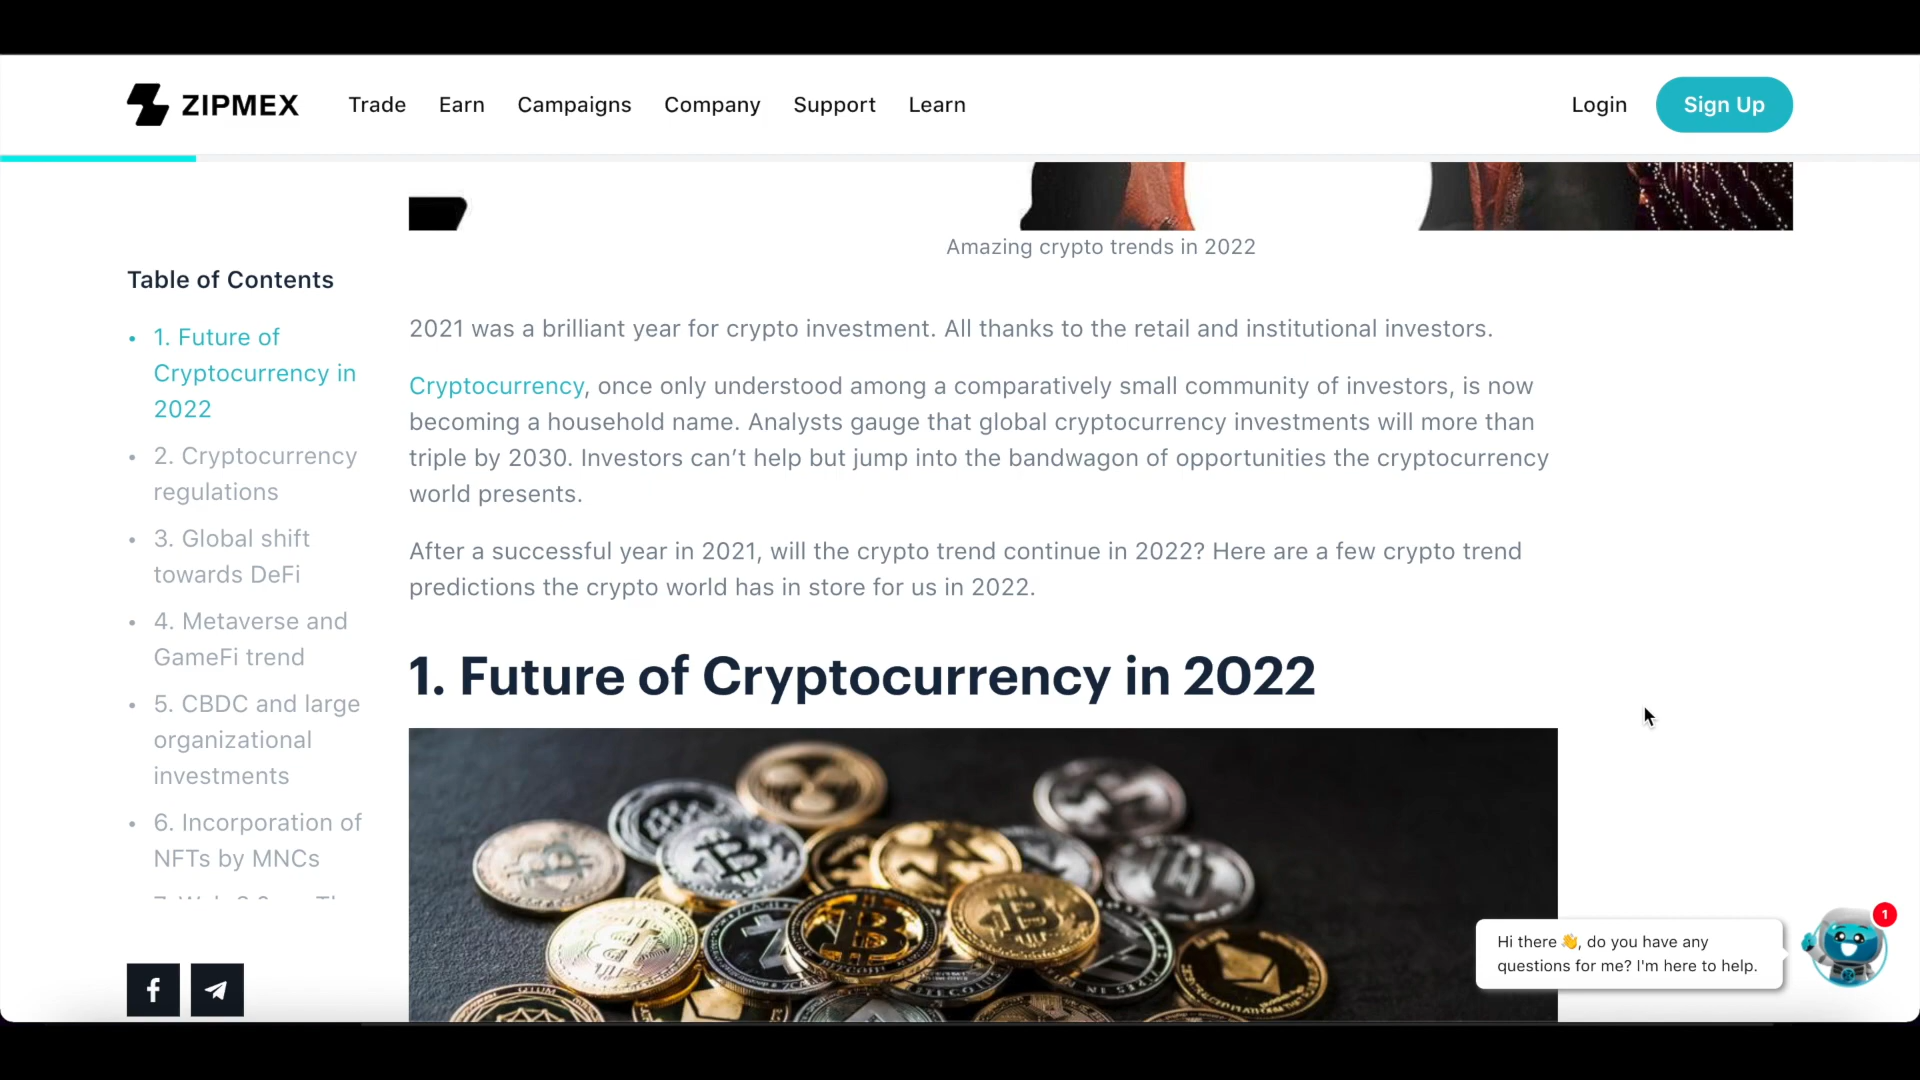 ZIPMEX
Trade
Earn
Campaigns
Company
Support
Learn
Login
Sign Up
Amazing crypto trends in 2022
Table of Contents
1. Future of
Cryptocurrency in
2022
2. Cryptocurrency
regulations
3. Global shift
towards DeFi
4. Metaverse and
GameFi trend
5. CBDC and large
organizational
investments
6. Incorporation of
NFTs by MNCs
2021 was a brilliant year for crypto investment. All thanks to the retail and institutional investors.
Cryptocurrency, once only understood among a comparatively small community of investors, is now
becoming a household name. Analysts gauge that global cryptocurrency investments will more than
triple by 2030. Investors can’t help but jump into the bandwagon of opportunities the cryptocurrency
world presents.
After a successful year in 2021, will the crypto trend continue in 2022? Here are a few crypto trend
predictions the crypto world has in store for us in 2022.
1. Future of Cryptocurrency in 2022
BITCOIN
1
Hi there 👋, do you have any
questions for me? I'm here to help.